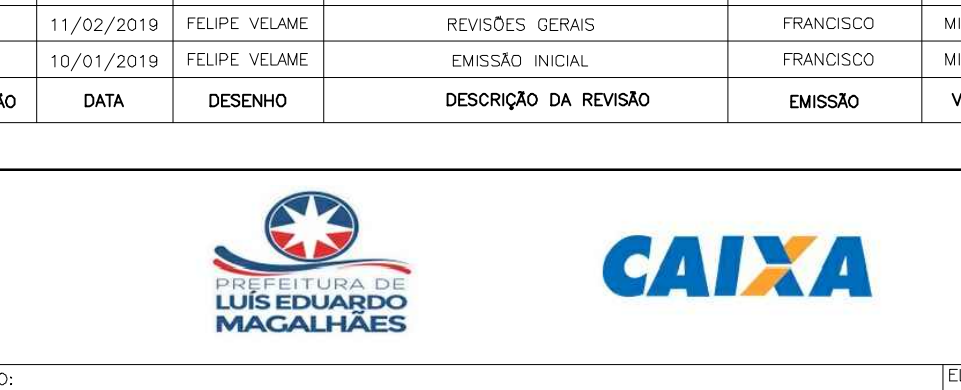 11/02/2019 FELIPE VELAME REVISÕES GERAIS FRANCISCO
10/01/2019 FELIPE VELAME EMISSÃO INICIAL FRANCISCO
DATA DESENHO DESCRIÇÃO DA REVISÃO EMISSÃO
PREFEITURA DE
LUÍS EDUARDO
MAGALHÃES
CAIXA